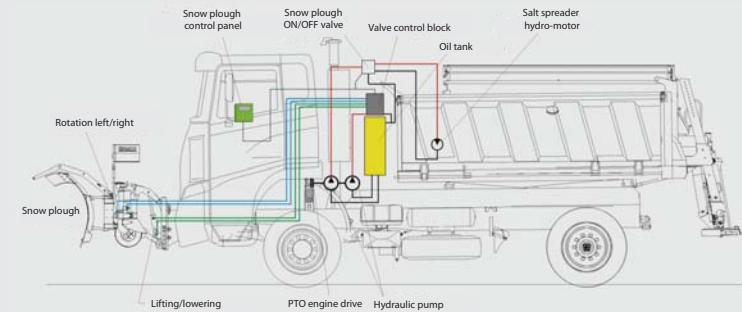 Snow plough
control panel
Snow plough
ON/OFF valve
Valve control block
Oil tank
Salt spreader
hydro-motor
Rotation left/right
Snow plough
Lifting/lowering
PTO engine drive
Hydraulic pump